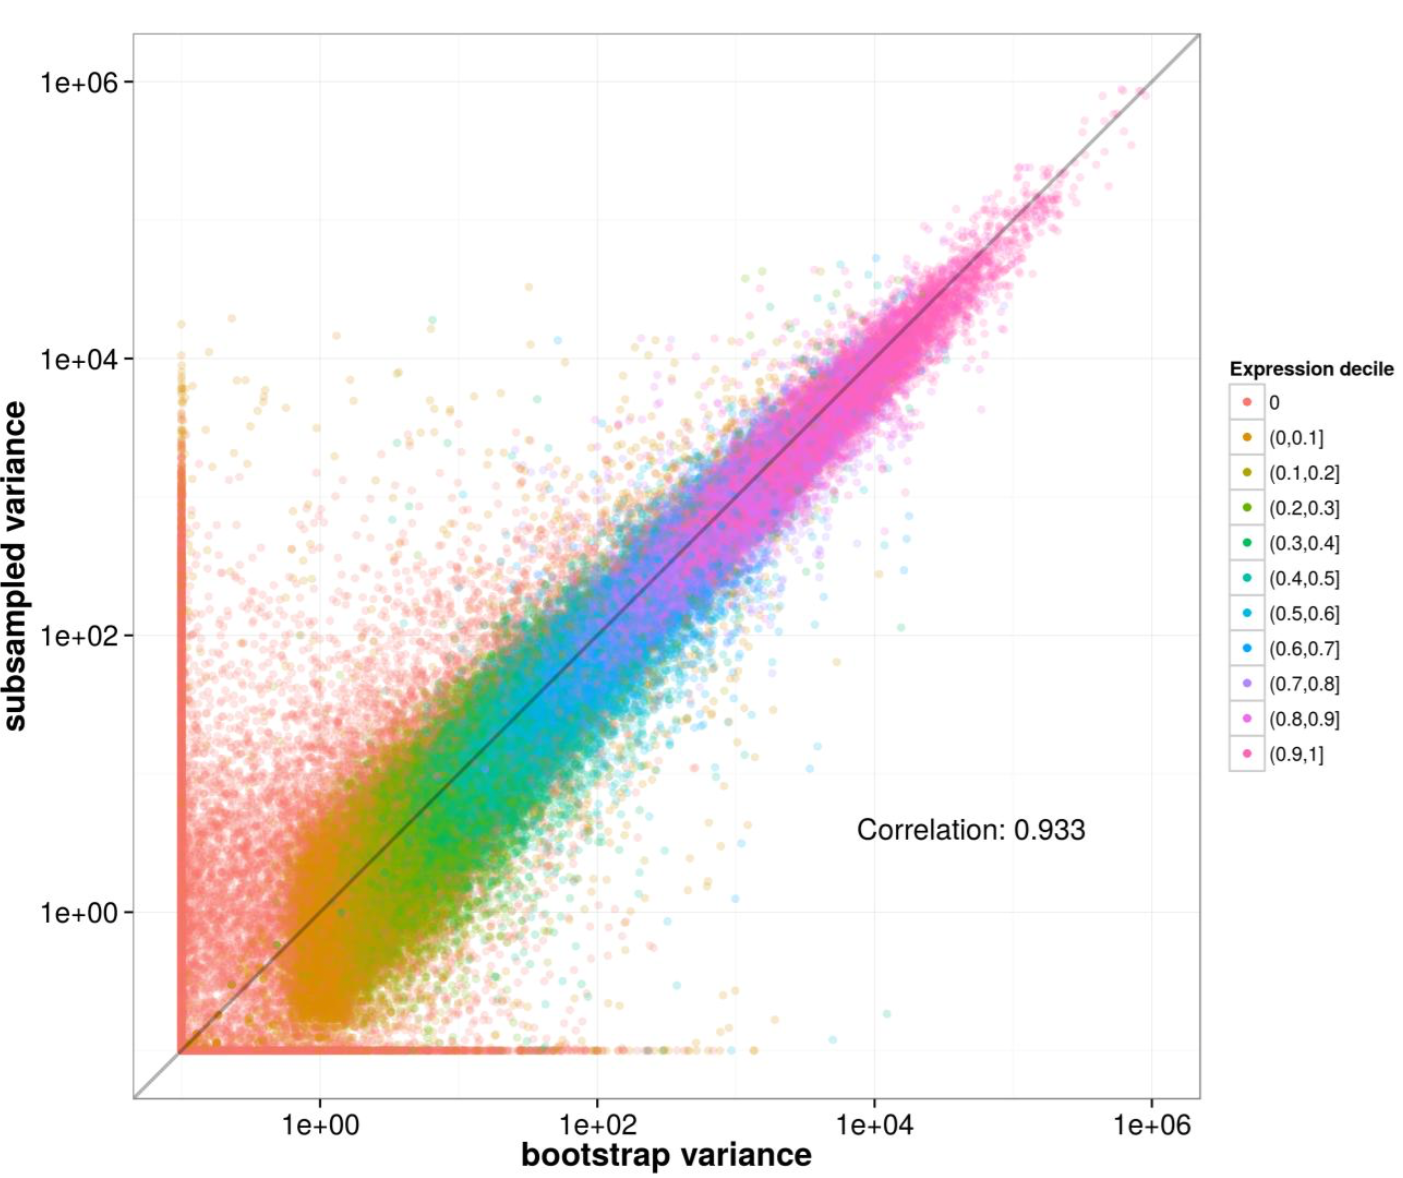 1e+06
1e+04
1e+02
1e+00
subsampled variance
1e+00 1e+02 1e+04 1e+06
bootstrap variance
Correlation: 0.933
Expression decile
0
(0,0.1]
(0.1,0.2]
(0.2,0.3]
(0.3,0.4]
(0.4,0.5]
(0.5,0.6]
(0.6,0.7]
(0.7,0.8]
(0.8,0.9]
(0.9,1]